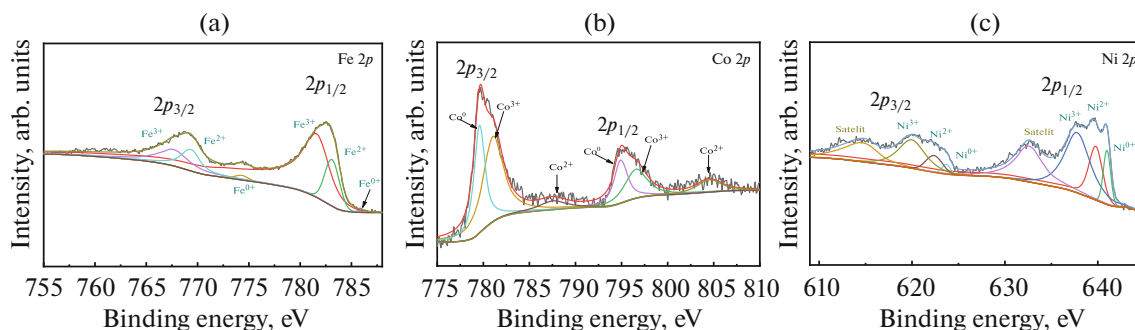 (a)
Fe 2p
2p3/2
2p1/2
Fe3+
Fe2+
Fe0+
Fe3+
Fe2+
Fe0+
Intensity, arb. units
755 760 765 770 775 780 785
Binding energy, eV
(b)
Co 2p
2p3/2
Co0
Co3+
Co2+
2p1/2
Co0
Co3+
Co2+
Intensity, arb. units
775 780 785 790 795 800 805 810
Binding energy, eV
(c)
Ni 2p
2p3/2
2p1/2
Satelit
Ni3+
Ni2+
Ni0+
Satelit
Ni3+
Ni2+
Ni0+
Intensity, arb. units
610 620 630 640
Binding energy, eV